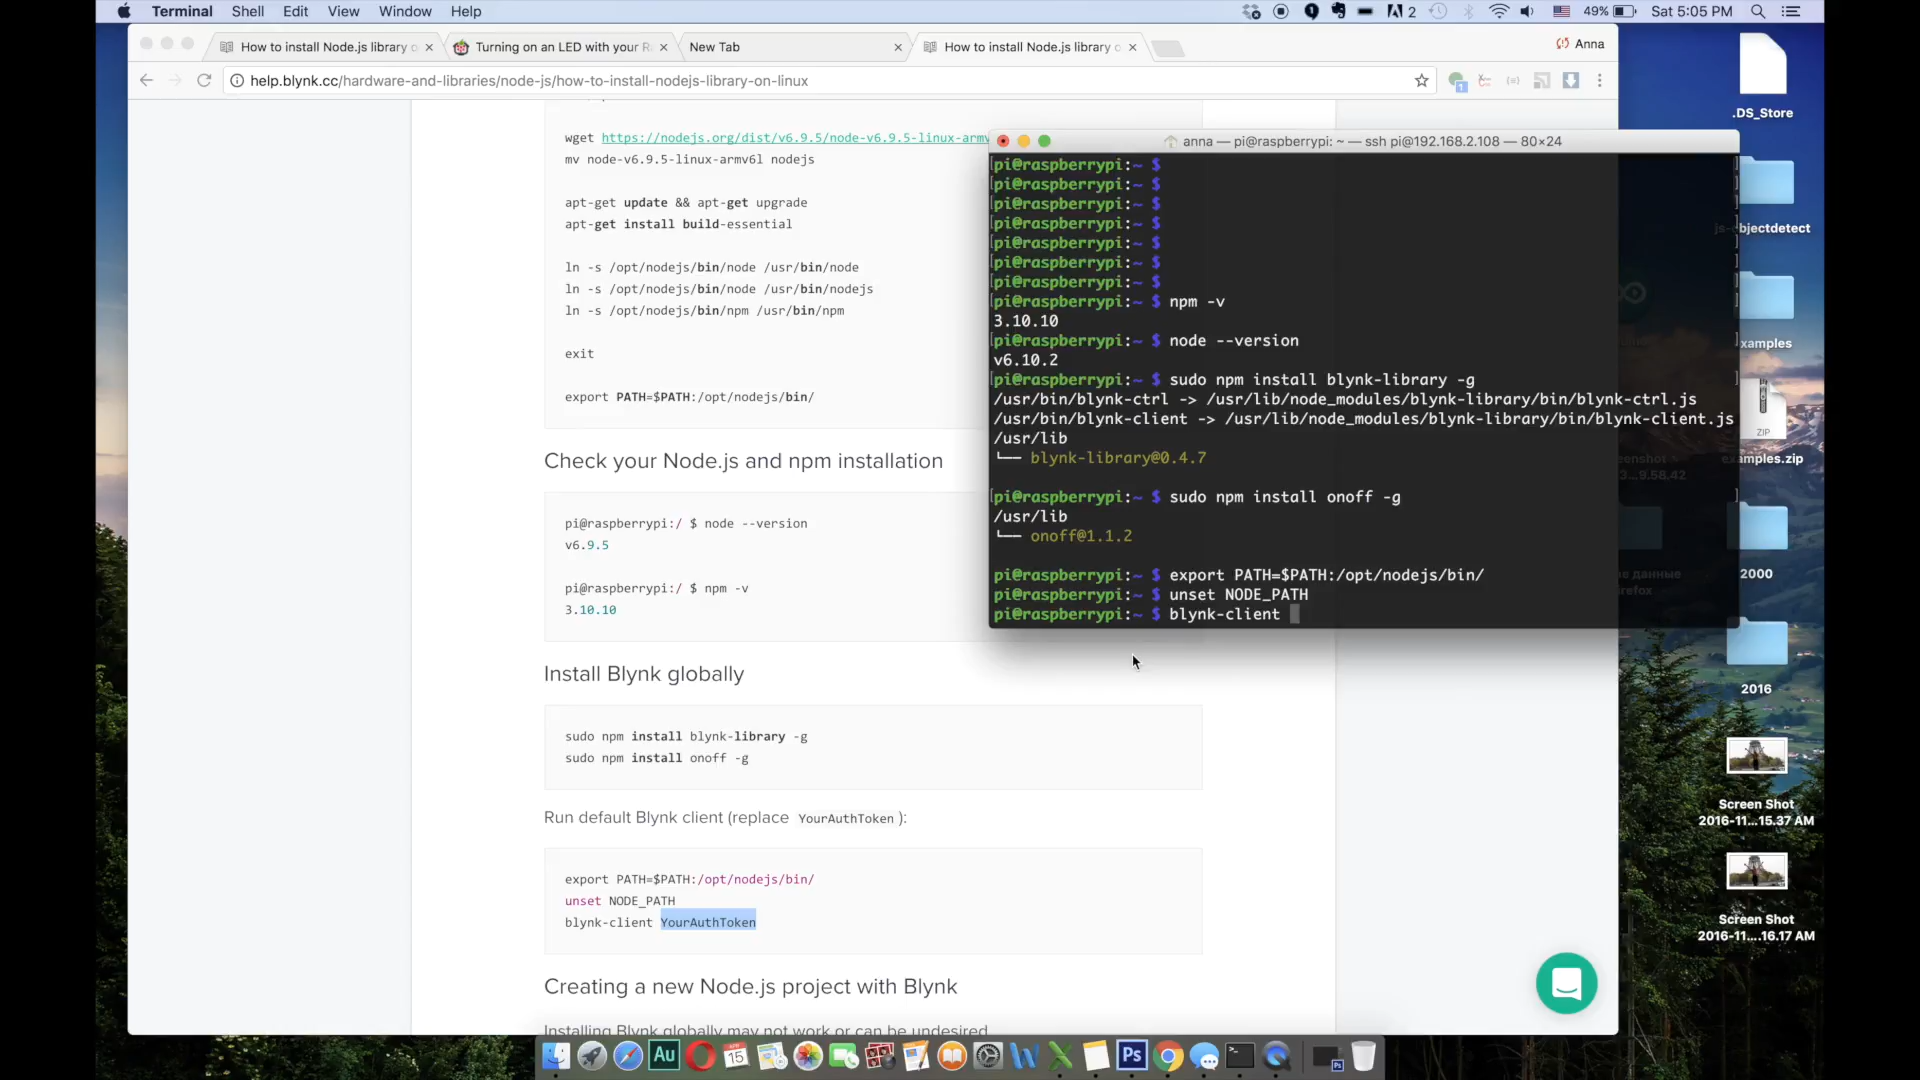 Terminal Shell Edit View Window Help
2 49% Sat 5:05 PM
How to install Node.js library o
Turning on an LED with your R
New Tab
How to install Node.js library o
Anna
help.blynk.cc/hardware-and-libraries/node-js/how-to-install-nodejs-library-on-linux
wget https://nodejs.org/dist/v6.9.5/node-v6.9.5-linux-armv
mv node-v6.9.5-linux-armv6l nodejs
apt-get update && apt-get upgrade
apt-get install build-essential
ln -s /opt/nodejs/bin/node /usr/bin/node
ln -s /opt/nodejs/bin/node /usr/bin/nodejs
ln -s /opt/nodejs/bin/npm /usr/bin/npm
exit
export PATH=$PATH:/opt/nodejs/bin/
Check your Node.js and npm installation
pi@raspberrypi:/ $ node --version
v6.9.5
pi@raspberrypi:/ $ npm -v
3.10.10
Install Blynk globally
sudo npm install blynk-library -g
sudo npm install onoff -g
Run default Blynk client (replace YourAuthToken ):
export PATH=$PATH:/opt/nodejs/bin/
unset NODE_PATH
blynk-client YourAuthToken
Creating a new Node.js project with Blynk
Installing Blynk globally may not work or can be undesired
anna — pi@raspberrypi: ~ — ssh pi@192.168.2.108 — 80×24
pi@raspberrypi:~ $
pi@raspberrypi:~ $
pi@raspberrypi:~ $
pi@raspberrypi:~ $
pi@raspberrypi:~ $
pi@raspberrypi:~ $
pi@raspberrypi:~ $
pi@raspberrypi:~ $ npm -v
3.10.10
pi@raspberrypi:~ $ node --version
v6.10.2
pi@raspberrypi:~ $ sudo npm install blynk-library -g
/usr/bin/blynk-ctrl -> /usr/lib/node_modules/blynk-library/bin/blynk-ctrl.js
/usr/bin/blynk-client -> /usr/lib/node_modules/blynk-library/bin/blynk-client.js
/usr/lib
└── blynk-library@0.4.7
pi@raspberrypi:~ $ sudo npm install onoff -g
/usr/lib
└── onoff@1.1.2
pi@raspberrypi:~ $ export PATH=$PATH:/opt/nodejs/bin/
pi@raspberrypi:~ $ unset NODE_PATH
pi@raspberrypi:~ $ blynk-client
.DS_Store
js-objectdetect
xamples
ZIP
examples.zip
2000
2016
Screen Shot
2016-11...15.37 AM
Screen Shot
2016-11....16.17 AM
Au
APR
15
Ps